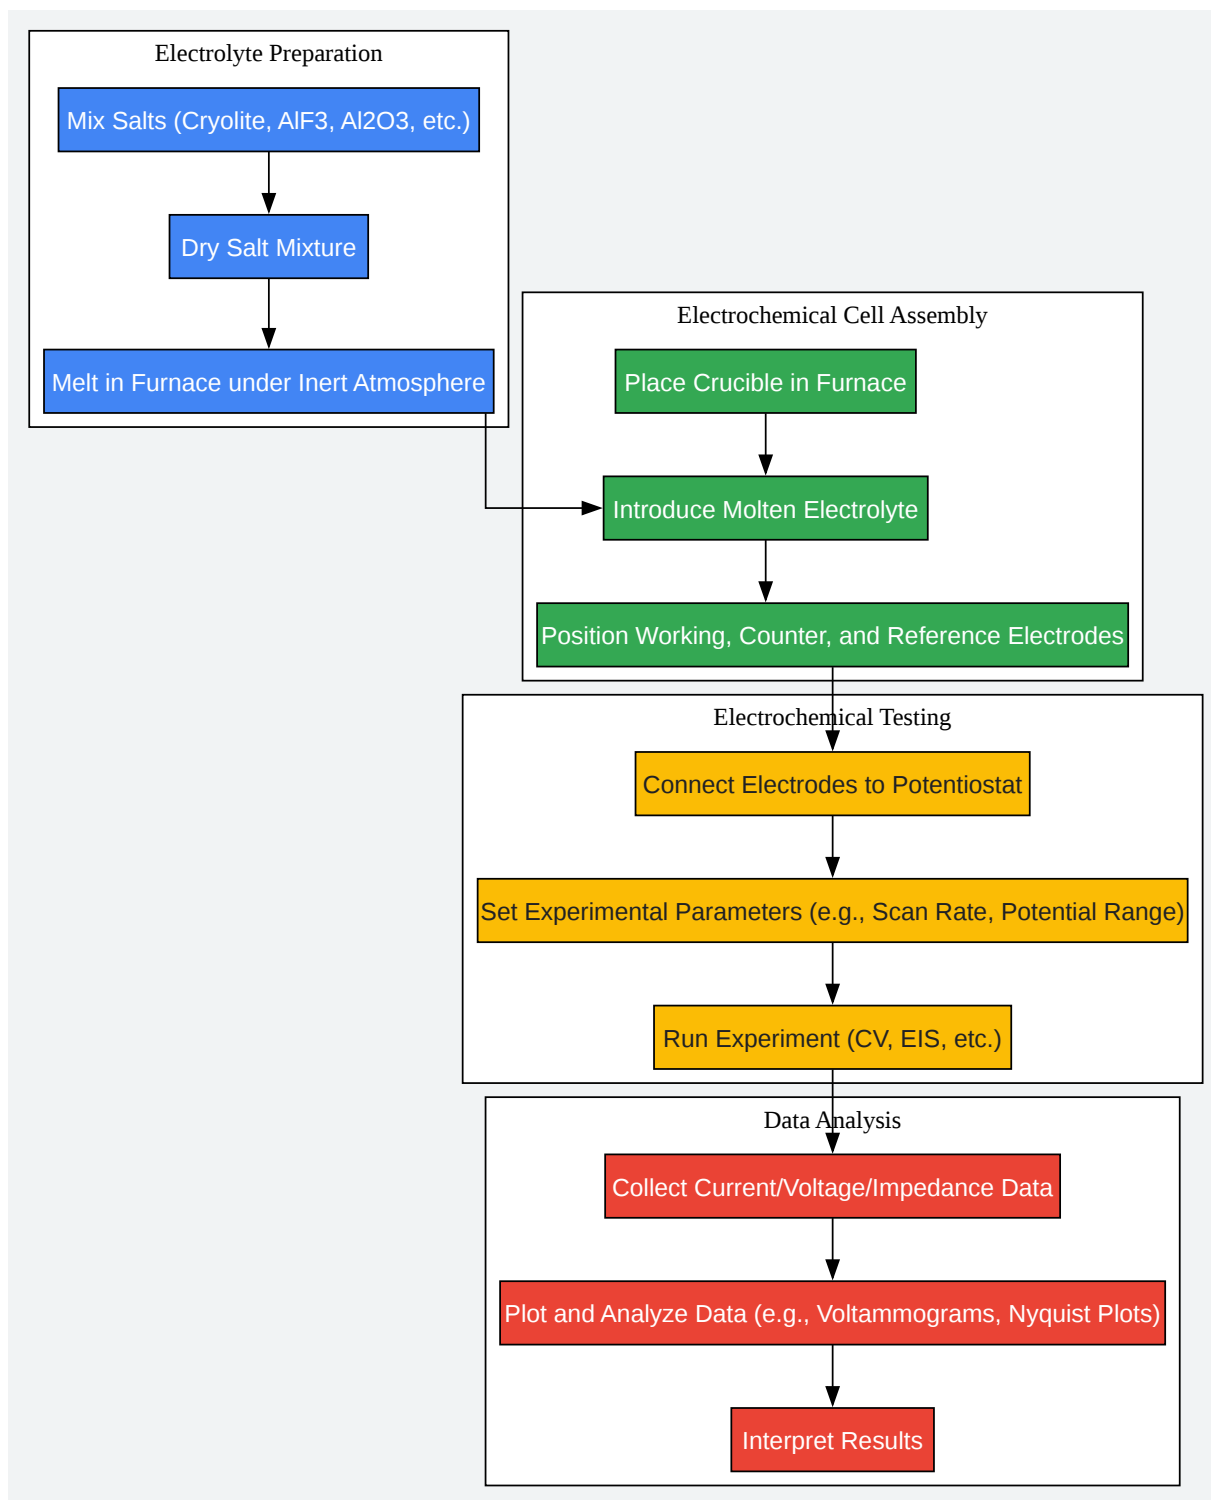 Electrolyte Preparation
Mix Salts (Cryolite, AlF3, Al2O3, etc.)
Dry Salt Mixture
Melt in Furnace under Inert Atmosphere
Electrochemical Cell Assembly
Place Crucible in Furnace
Introduce Molten Electrolyte
Position Working, Counter, and Reference Electrodes
Electrochemical Testing
Connect Electrodes to Potentiostat
Set Experimental Parameters (e.g., Scan Rate, Potential Range)
Run Experiment (CV, EIS, etc.)
Data Analysis
Collect Current/Voltage/Impedance Data
Plot and Analyze Data (e.g., Voltammograms, Nyquist Plots)
Interpret Results